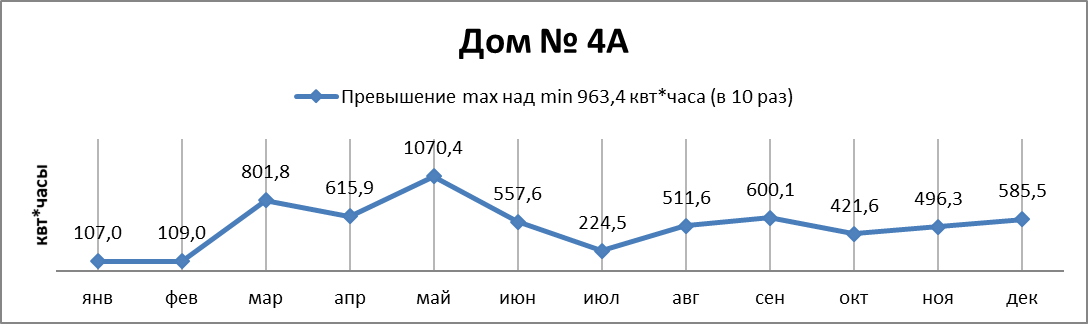 Дом № 4А
Превышение max над min 963,4 квт*часа (в 10 раз)
квт*часы
107,0 109,0 801,8 615,9 1070,4 557,6 224,5 511,6 600,1 421,6 496,3 585,5
янв фев мар апр май июн июл авг сен окт ноя дек